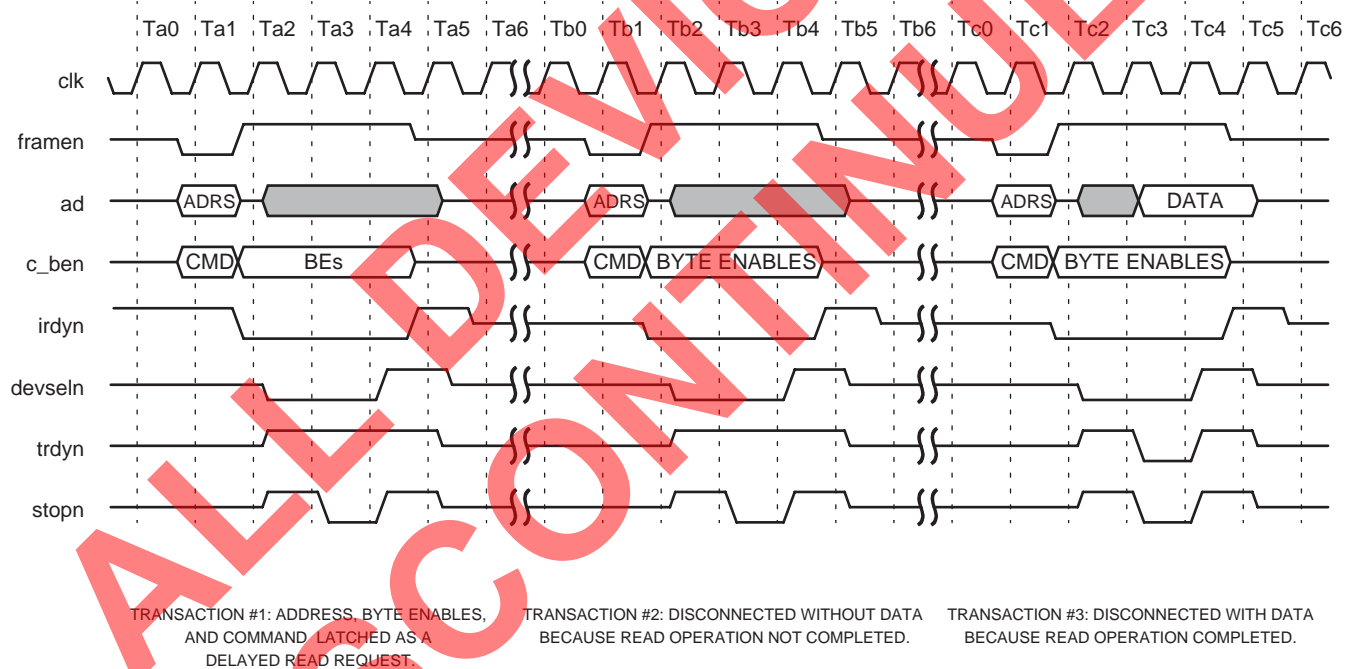 Ta0 Ta1 Ta2 Ta3 Ta4 Ta5 Ta6 Tb0 Tb1 Tb2 Tb3 Tb4 Tb5 Tb6 Tc0 Tc1 Tc2 Tc3 Tc4 Tc5 Tc6
clk
framen
ad ADRS ADRS ADRS DATA
c_ben CMD BEs CMD BYTE ENABLES CMD BYTE ENABLES
irdyn
devseln
trdyn
stopn
TRANSACTION #1: ADDRESS, BYTE ENABLES,
AND COMMAND LATCHED AS A
DELAYED READ REQUEST.
TRANSACTION #2: DISCONNECTED WITHOUT DATA
BECAUSE READ OPERATION NOT COMPLETED.
TRANSACTION #3: DISCONNECTED WITH DATA
BECAUSE READ OPERATION COMPLETED.
ALL DEVIC
SCONTINUE